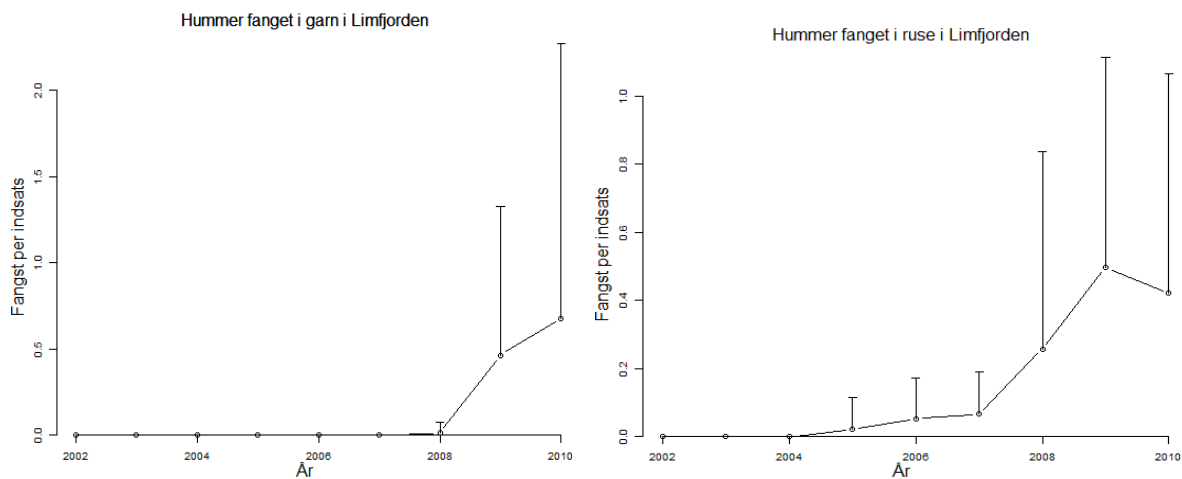 Hummer fanget i garn i Limfjorden
Fangst per indsats
2.0
1.5
1.0
0.5
0.0
2002 2004 2006 2008 2010
År
Hummer fanget i ruse i Limfjorden
Fangst per indsats
1.0
0.8
0.6
0.4
0.2
0.0
2002 2004 2006 2008 2010
År